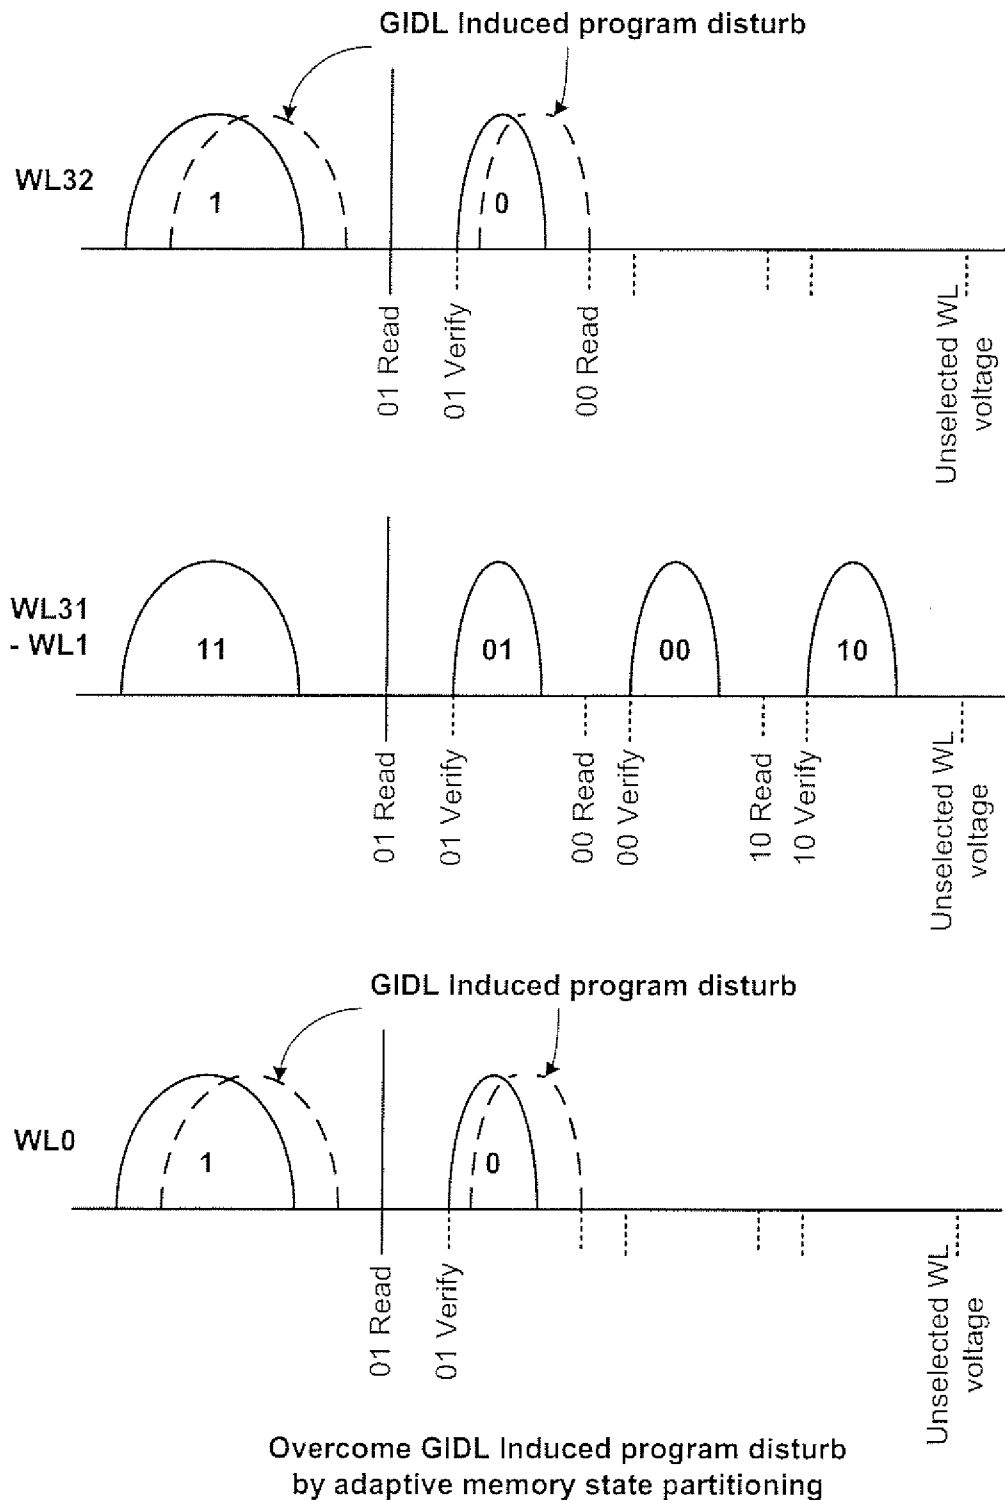 GIDL Induced program disturb
WL32
1
0
01 Read
01 Verify
00 Read
Unselected WL
voltage
WL31
- WL1
11
01
00
10
01 Read
01 Verify
00 Read
00 Verify
10 Read
10 Verify
Unselected WL
voltage
GIDL Induced program disturb
WL0
1
0
01 Read
01 Verify
Unselected WL
voltage
Overcome GIDL Induced program disturb
by adaptive memory state partitioning